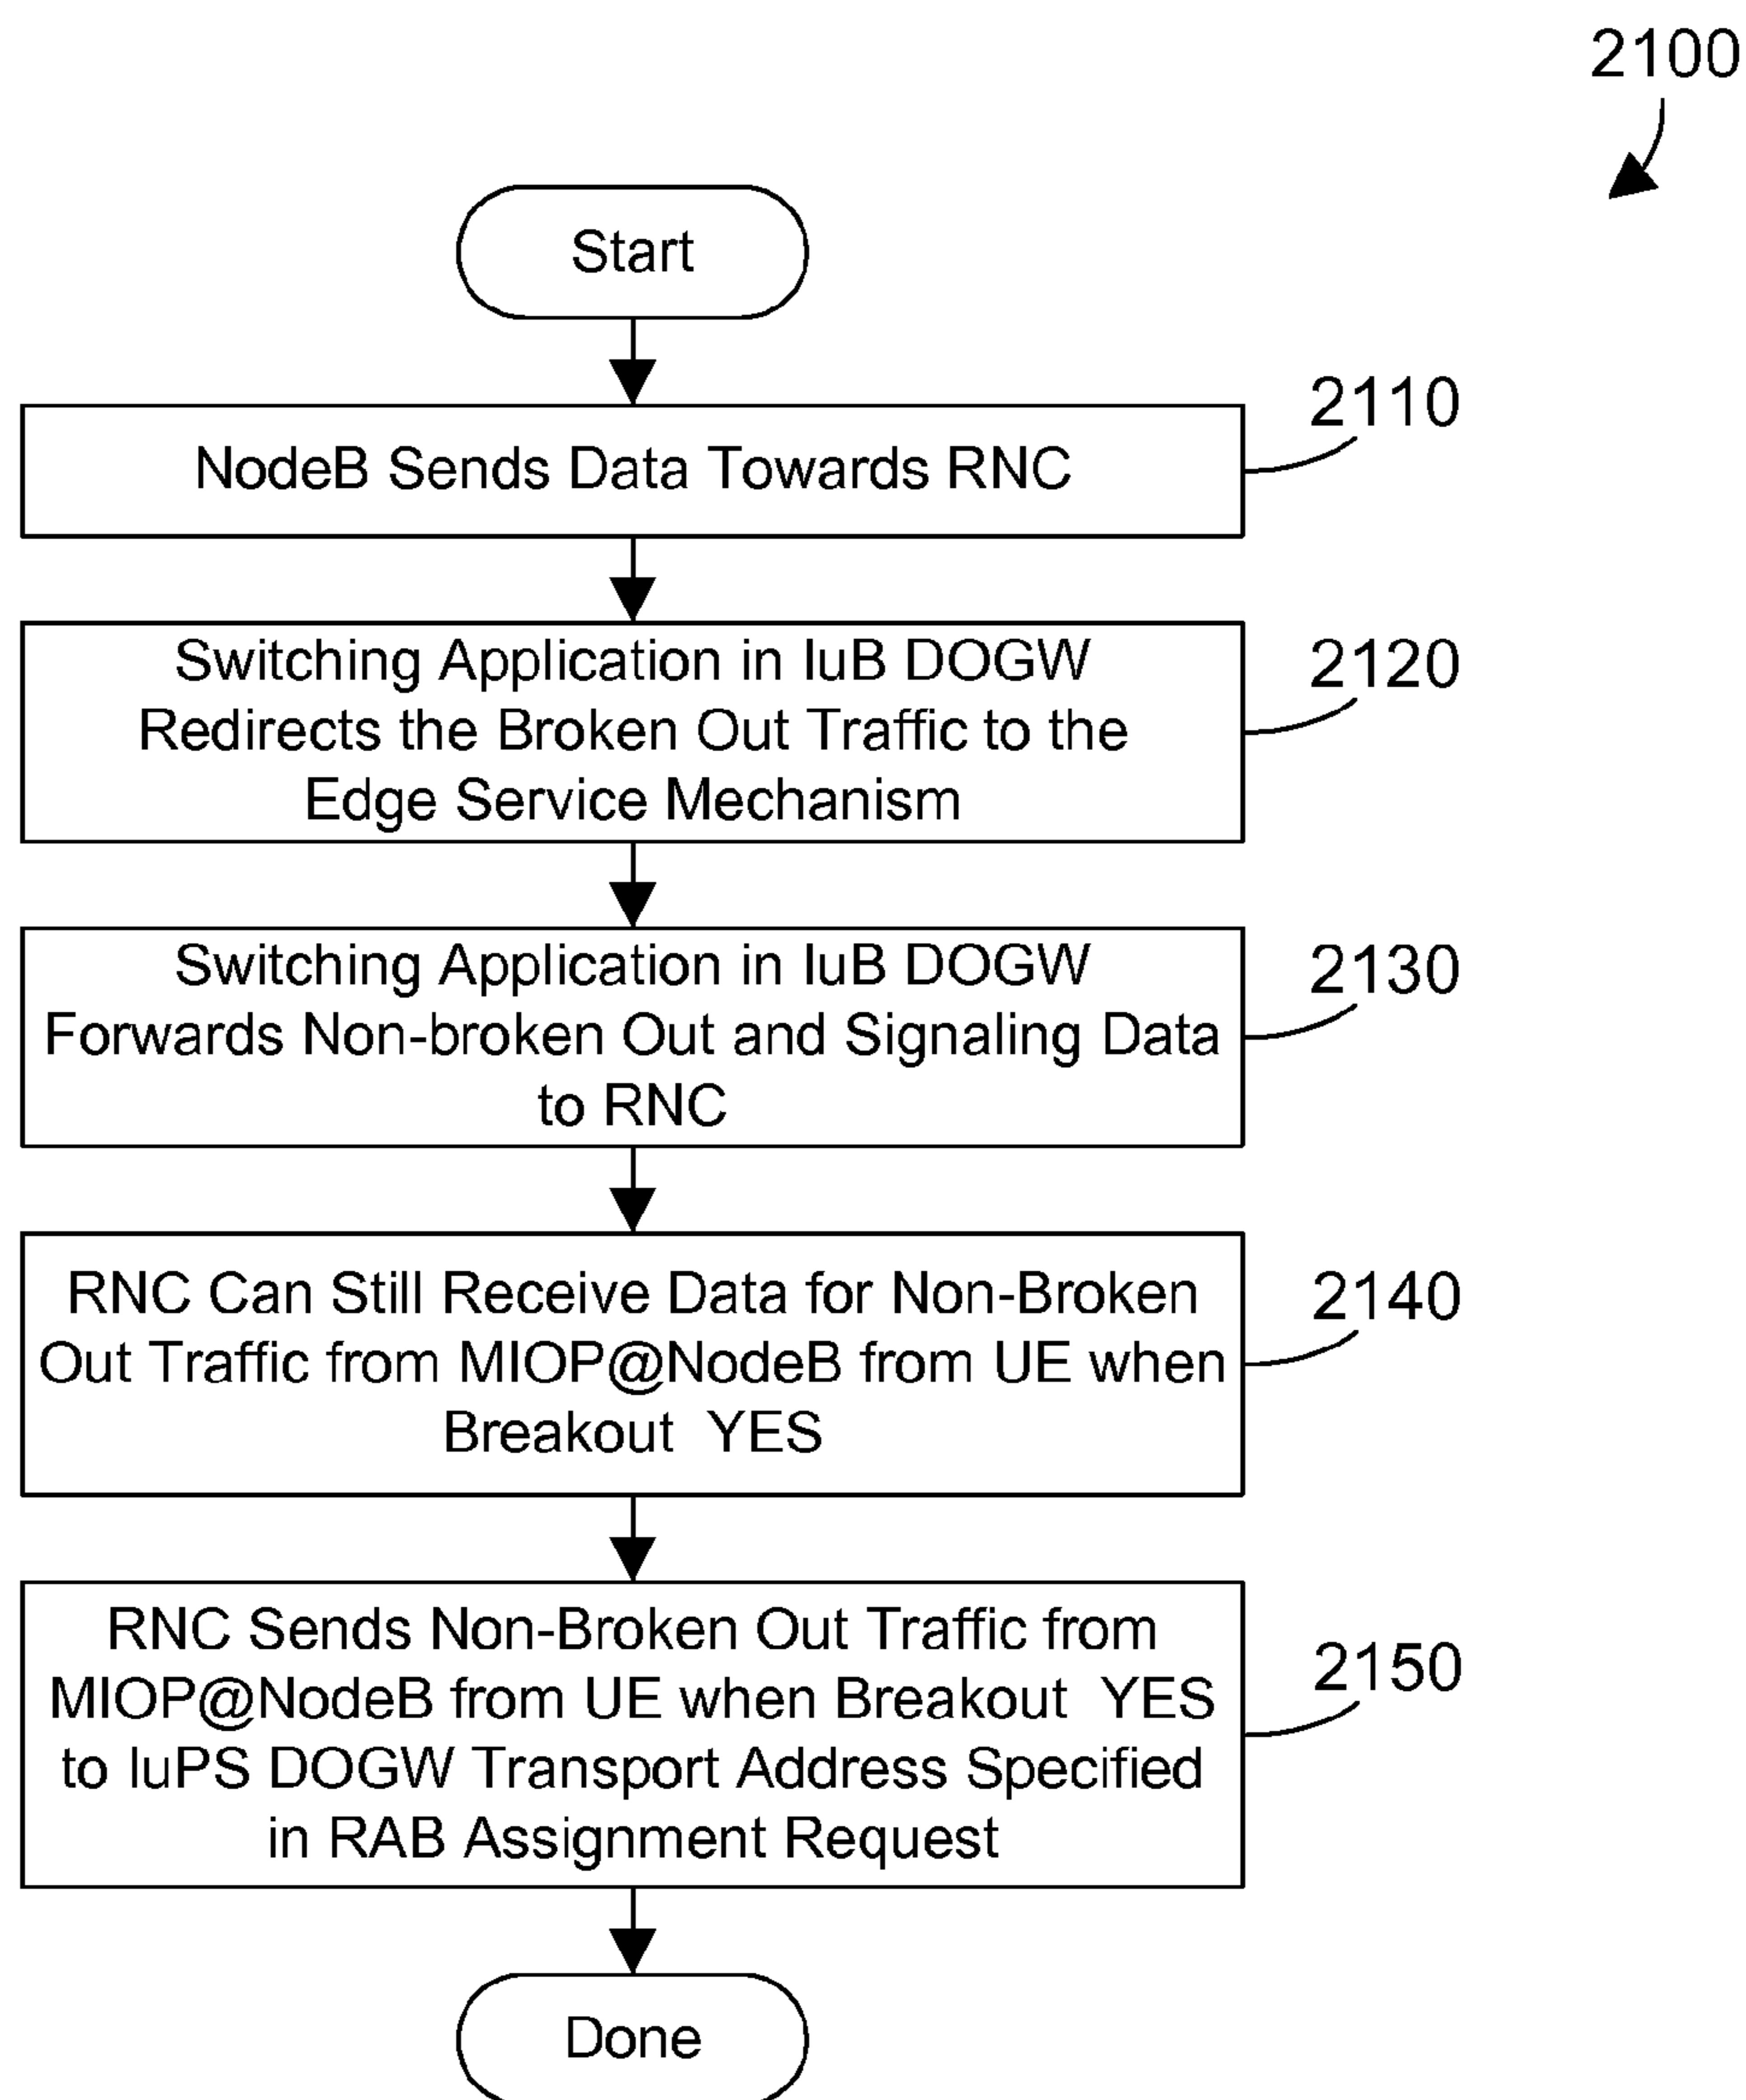 2100
Start
2110
NodeB Sends Data Towards RNC
2120
Switching Application in IuB DOGW
Redirects the Broken Out Traffic to the
Edge Service Mechanism
2130
Switching Application in IuB DOGW
Forwards Non-broken Out and Signaling Data
to RNC
2140
RNC Can Still Receive Data for Non-Broken
Out Traffic from MIOP@NodeB from UE when
Breakout YES
2150
RNC Sends Non-Broken Out Traffic from
MIOP@NodeB from UE when Breakout YES
to IuPS DOGW Transport Address Specified
in RAB Assignment Request
Done